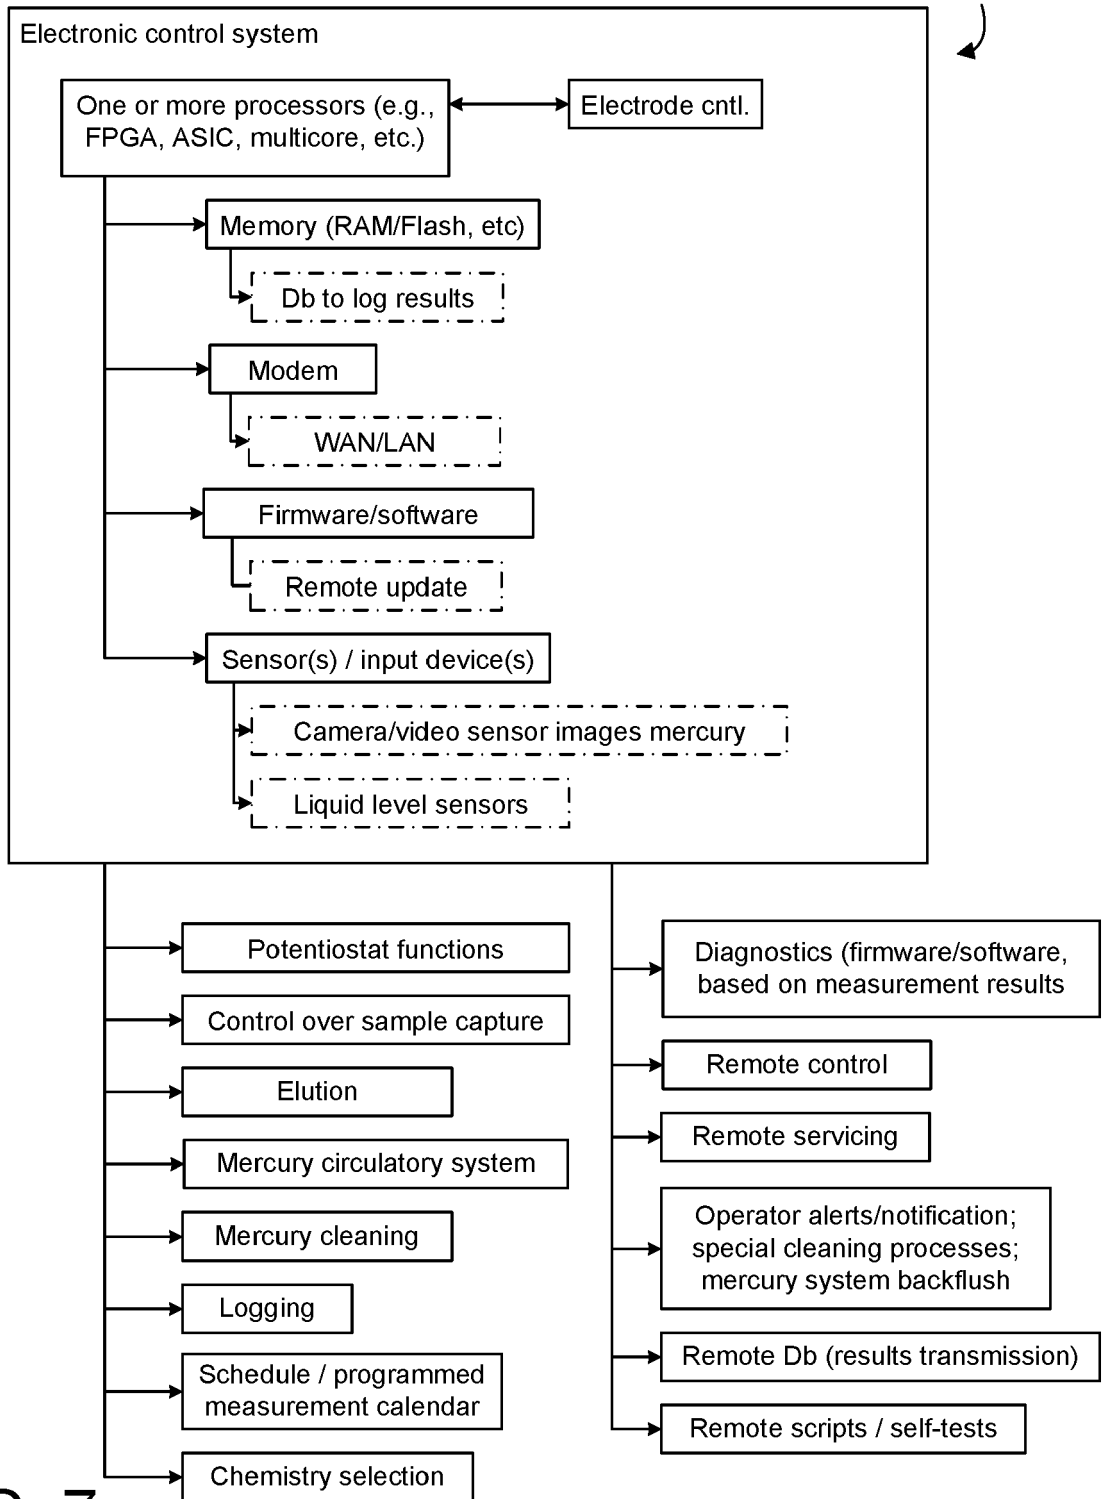 Electronic control system
One or more processors (e.g.,
FPGA, ASIC, multicore, etc.)
Electrode cntl.
Memory (RAM/Flash, etc)
Db to log results
Modem
WAN/LAN
Firmware/software
Remote update
Sensor(s) / input device(s)
Camera/video sensor images mercury
Liquid level sensors
Potentiostat functions
Control over sample capture
Elution
Mercury circulatory system
Mercury cleaning
Logging
Schedule / programmed
measurement calendar
Chemistry selection
Diagnostics (firmware/software,
based on measurement results
Remote control
Remote servicing
Operator alerts/notification;
special cleaning processes;
mercury system backflush
Remote Db (results transmission)
Remote scripts / self-tests